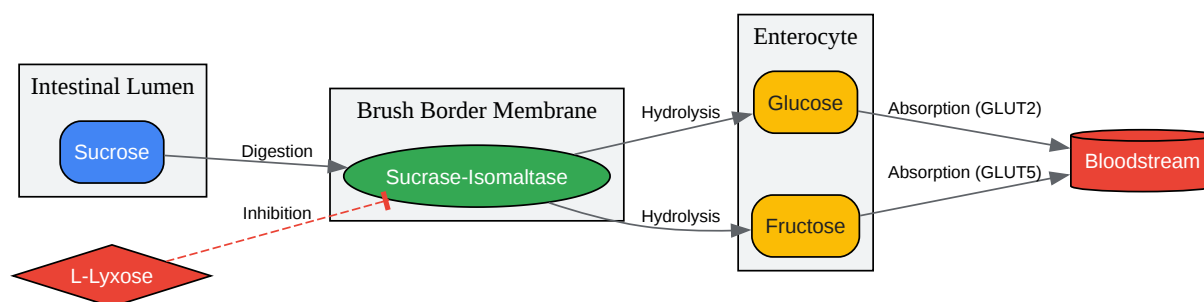 Intestinal Lumen
Sucrose
Digestion
Brush Border Membrane
Sucrase-Isomaltase
Inhibition
L-Lyxose
Hydrolysis
Hydrolysis
Enterocyte
Glucose
Fructose
Absorption (GLUT2)
Absorption (GLUT5)
Bloodstream